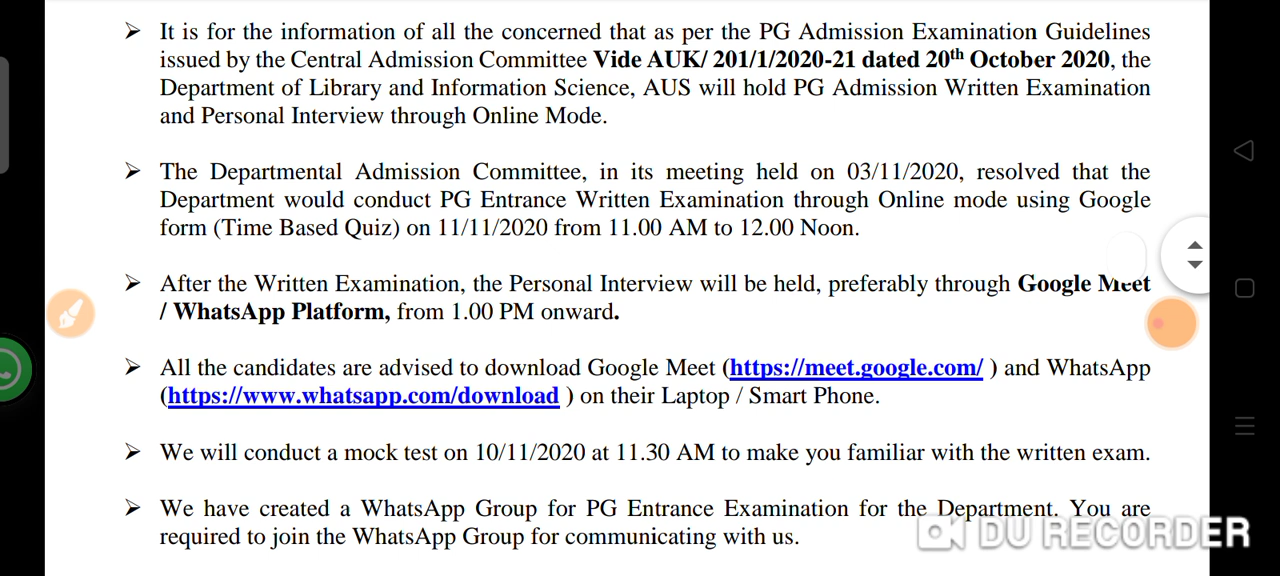 ➢ It is for the information of all the concerned that as per the PG Admission Examination Guidelines
issued by the Central Admission Committee Vide AUK/ 201/1/2020-21 dated 20th October 2020, the
Department of Library and Information Science, AUS will hold PG Admission Written Examination
and Personal Interview through Online Mode.
➢ The Departmental Admission Committee, in its meeting held on 03/11/2020, resolved that the
Department would conduct PG Entrance Written Examination through Online mode using Google
form (Time Based Quiz) on 11/11/2020 from 11.00 AM to 12.00 Noon.
➢ After the Written Examination, the Personal Interview will be held, preferably through Google Meet
/ WhatsApp Platform, from 1.00 PM onward.
➢ All the candidates are advised to download Google Meet (https://meet.google.com/ ) and WhatsApp
(https://www.whatsapp.com/download ) on their Laptop / Smart Phone.
➢ We will conduct a mock test on 10/11/2020 at 11.30 AM to make you familiar with the written exam.
➢ We have created a WhatsApp Group for PG Entrance Examination for the Department. You are
required to join the WhatsApp Group for communicating with us.
DU RECORDER